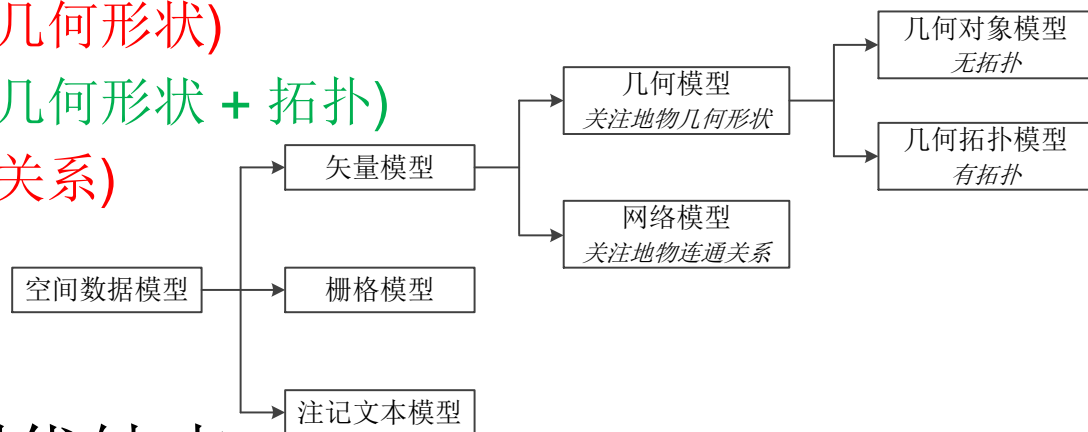 几何形状)
几何形状 + 拓扑)
关系)
空间数据模型
矢量模型
栅格模型
注记文本模型
几何模型
关注地物几何形状
网络模型
关注地物连通关系
几何对象模型
无拓扑
几何拓扑模型
有拓扑